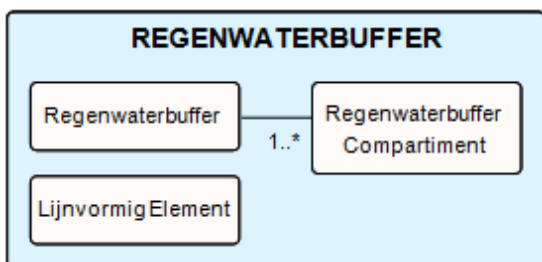 REGENWATERBUFFER
Regenwaterbuffer
1..*
Regenwaterbuffer
Compartiment
LijnvormigElement